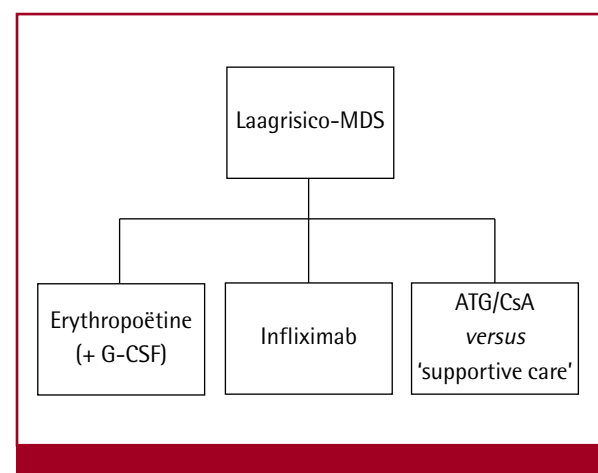 Laagrisico-MDS
Erythropoëtine
(+ G-CSF)
Infliximab
ATG/CsA
versus
‘supportive care’